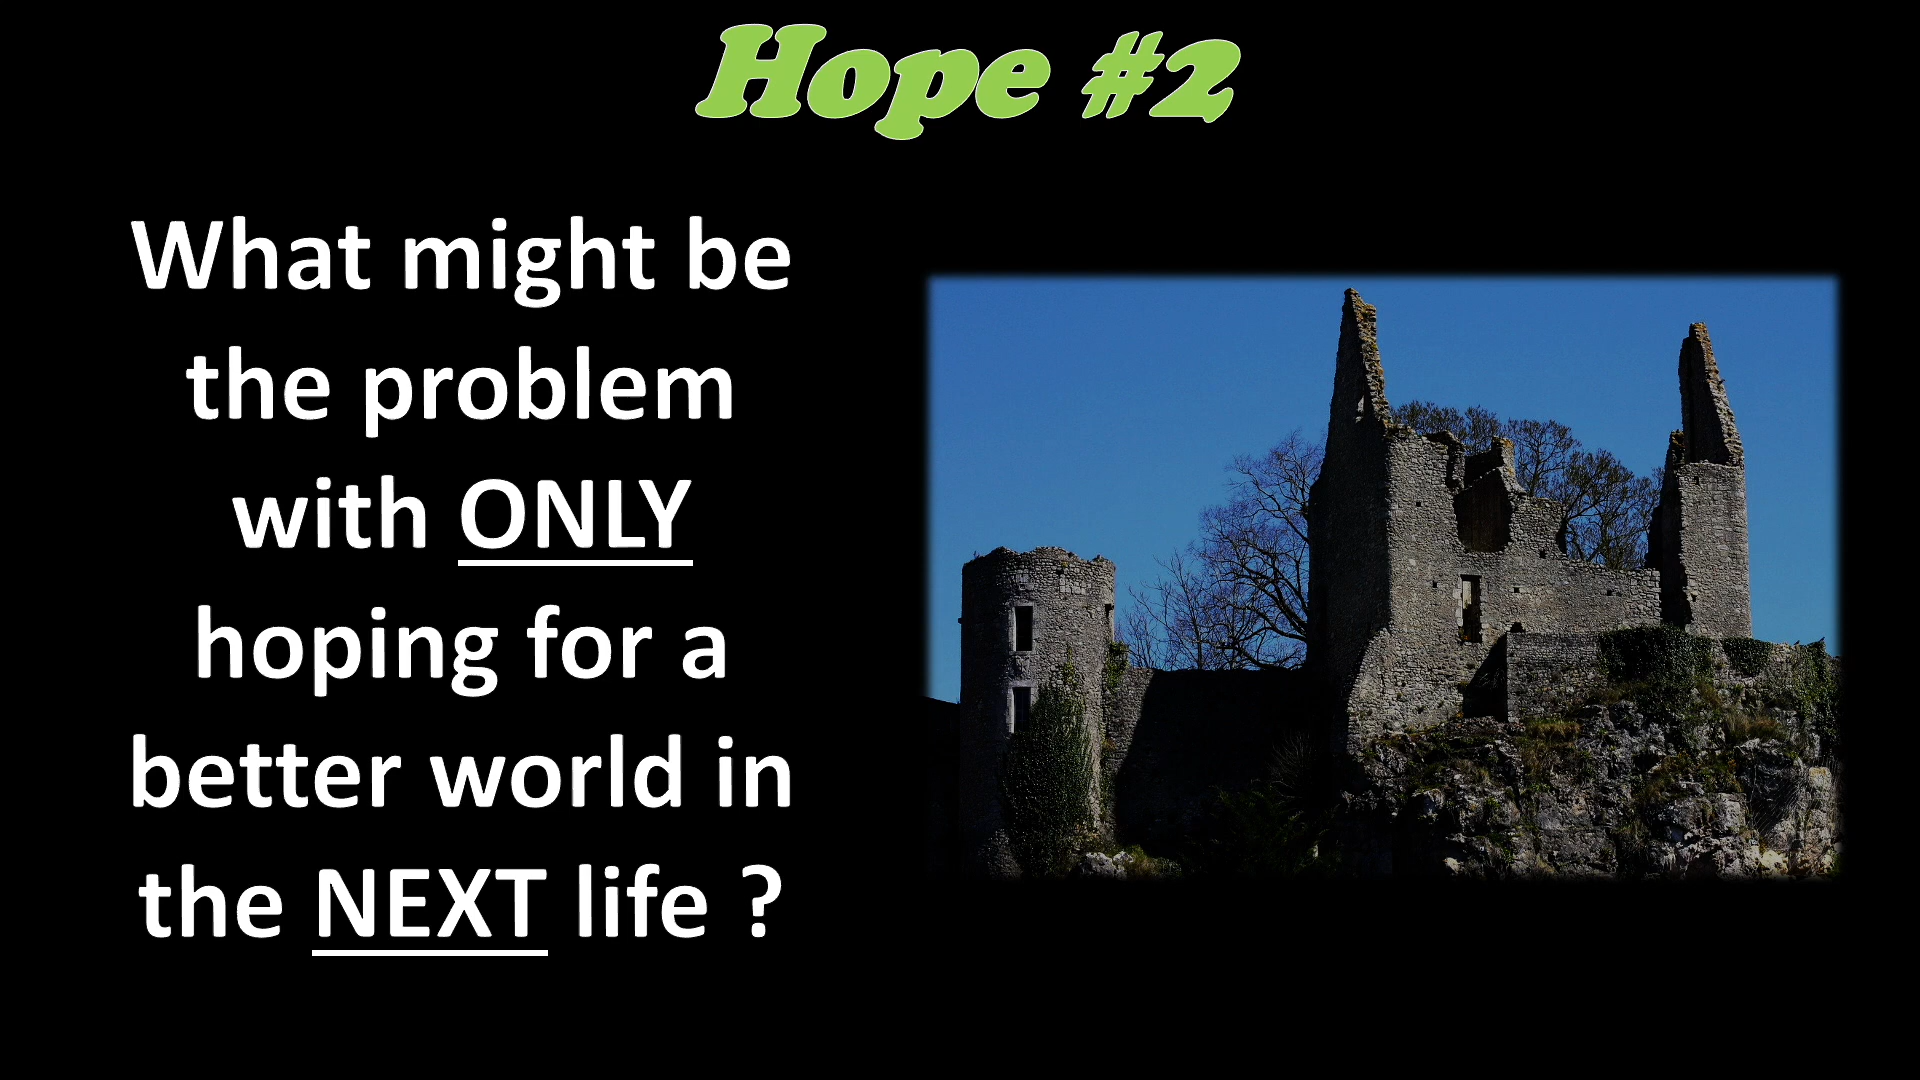 Hope #2
What might be
the problem
with ONLY
hoping for a
better world in
the NEXT life ?